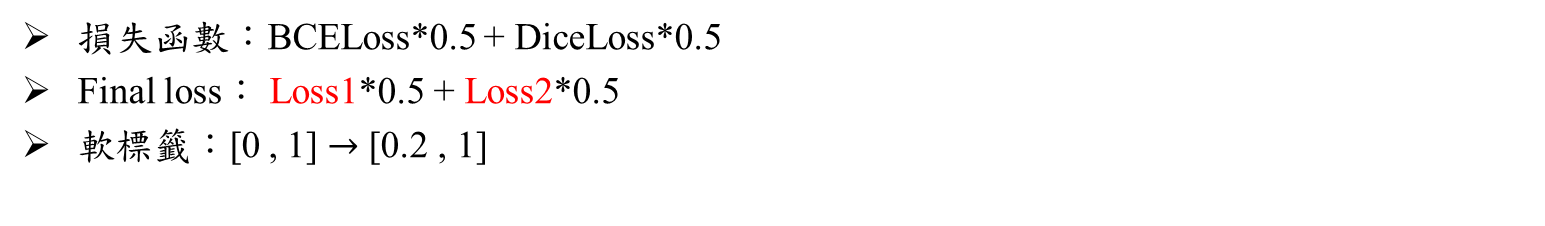 ➢ 損失函數：BCELoss*0.5 + DiceLoss*0.5
➢ Final loss： Loss1*0.5 + Loss2*0.5
➢ 軟標籤：[0 , 1] → [0.2 , 1]